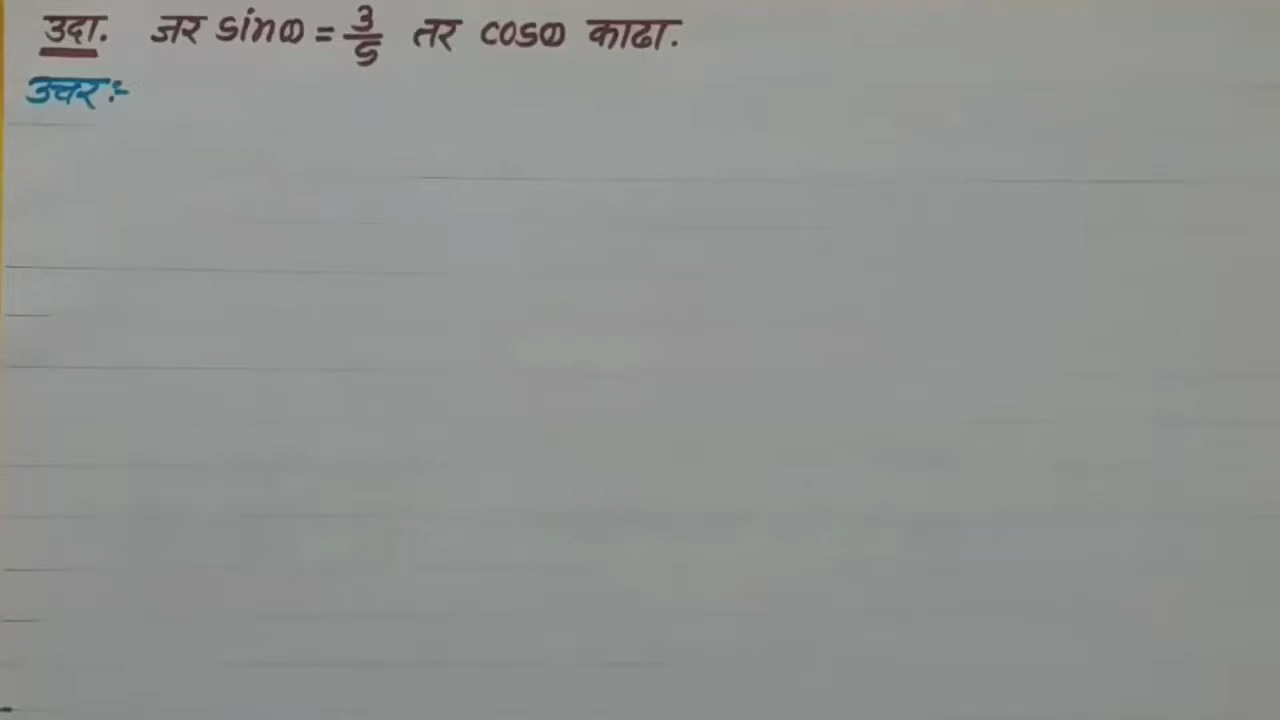 उदा. जर sinθ = 3/5 तर cosθ काढा.
उत्तर :-